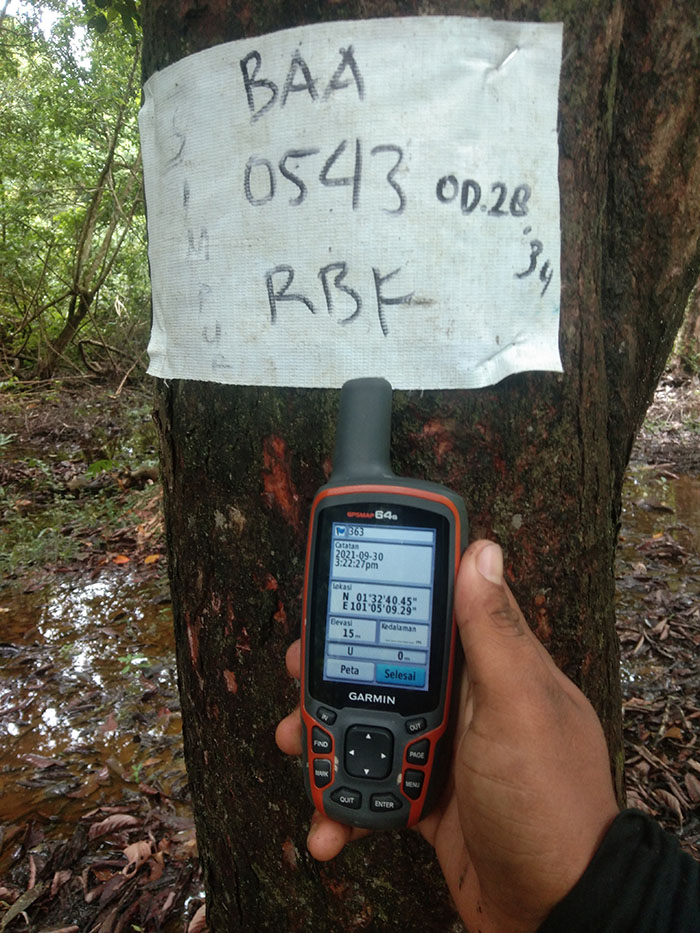 BAA
0543 OD.28.34
RBF
SIMPUR
GPSMAP 64s
363
Catatan
2021-09-30
3:22:27pm
Lokasi
N 01°32'40.45"
E 101°05'09.29"
Elevasi Kedalaman
15m
U 0m
Peta Selesai
GARMIN
IN OUT
FIND PAGE
MARK MENU
QUIT ENTER